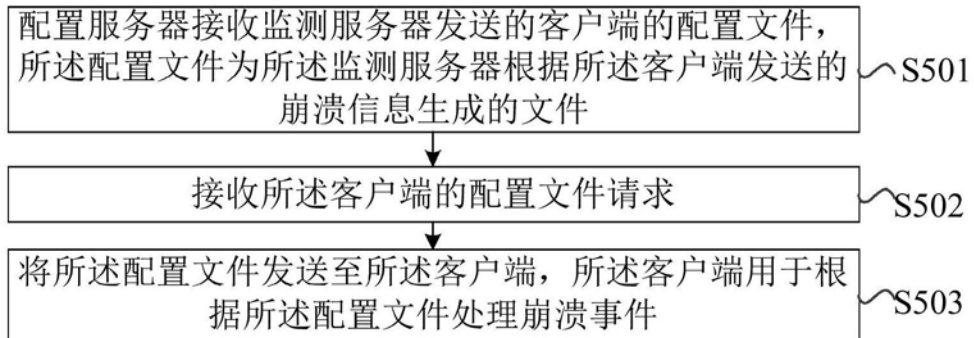 配置服务器接收监测服务器发送的客户端的配置文件，
所述配置文件为所述监测服务器根据所述客户端发送的
崩溃信息生成的文件
S501
接收所述客户端的配置文件请求
S502
将所述配置文件发送至所述客户端，所述客户端用于根
据所述配置文件处理崩溃事件
S503